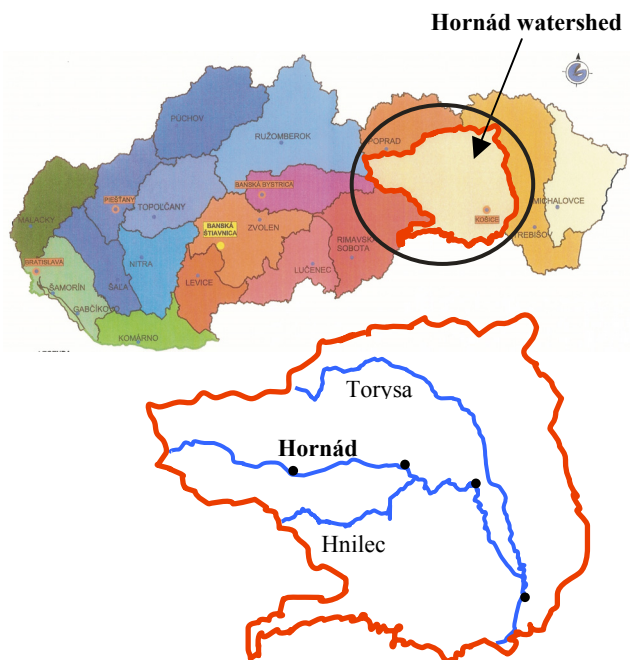 Hornád watershed
PÚCHOV
RUŽOMBEROK
POPRAD
MALACKY
PIEŠŤANY
TOPOĽČANY
BANSKÁ BYSTRICA
KOŠICE
MICHALOVCE
BANSKÁ
ŠTIAVNICA
ZVOLEN
TREBIŠOV
BRATISLAVA
NITRA
RIMAVSKÁ
SOBOTA
ŠAMORÍN
ŠAĽA
LEVICE
LUČENEC
GABČÍKOVO
KOMÁRNO
Torysa
Hornád
Hnilec